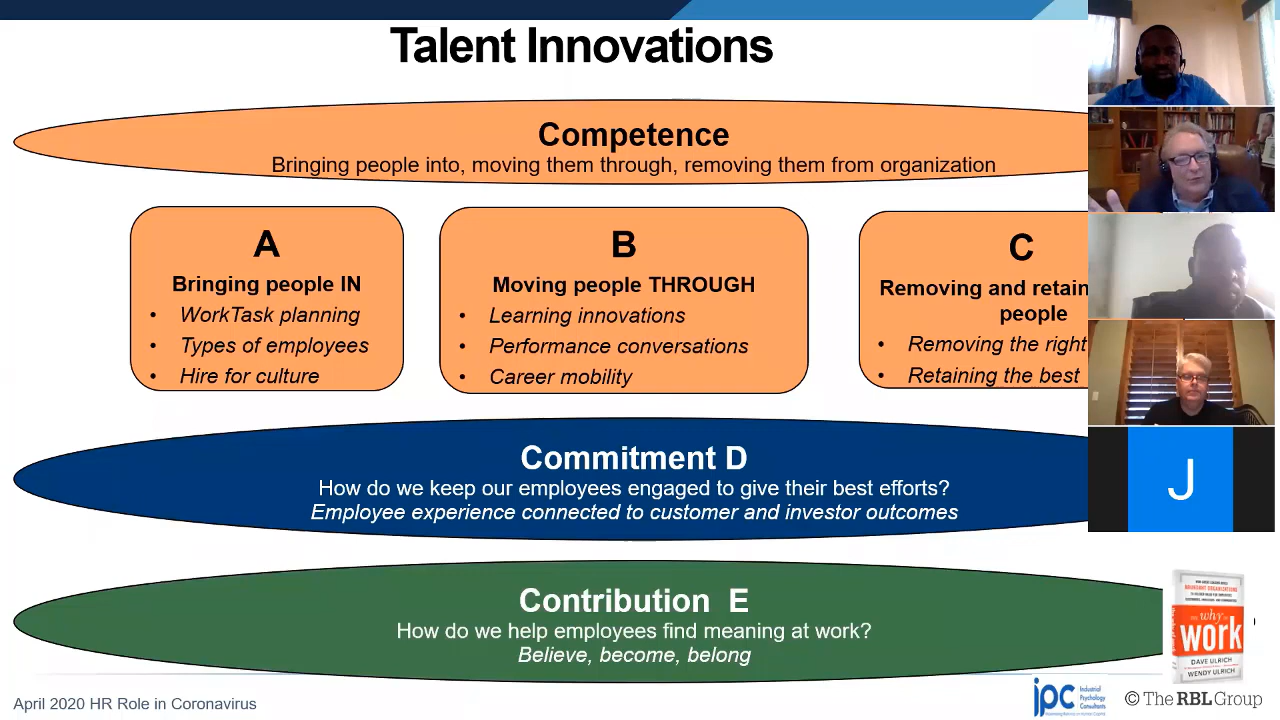 Talent Innovations
Competence
Bringing people into, moving them through, removing them from organization
A
Bringing people IN
• WorkTask planning
• Types of employees
• Hire for culture
B
Moving people THROUGH
• Learning innovations
• Performance conversations
• Career mobility
C
Removing and retain
people
• Removing the right
• Retaining the best
J
Commitment D
How do we keep our employees engaged to give their best efforts?
Employee experience connected to customer and investor outcomes
Contribution E
How do we help employees find meaning at work?
Believe, become, belong
why
work
DAVE ULRICH
WENDY ULRICH
April 2020 HR Role in Coronavirus
ipc Industrial
Psychology
Consultants
© The RBL Group